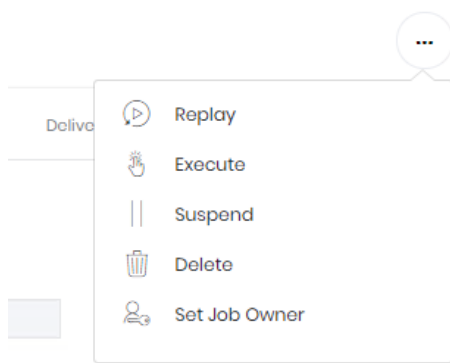 ...
Replay
Delive
Execute
Suspend
Delete
Set Job Owner